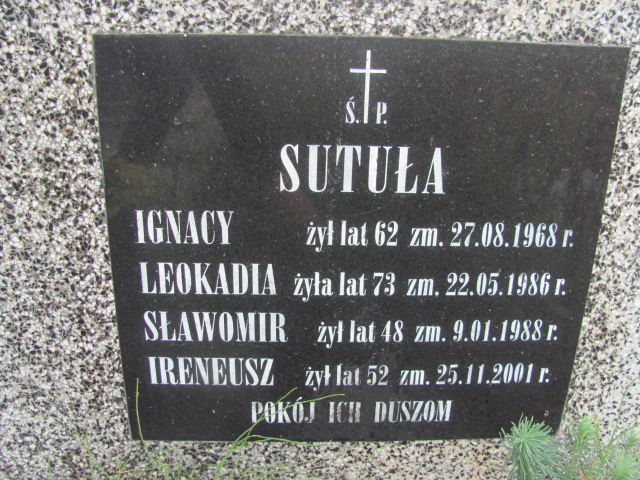 Ś.P.
SUTUŁA
IGNACY żył lat 62 zm. 27.08.1968 r.
LEOKADIA żyła lat 73 zm. 22.05.1986 r.
SŁAWOMIR żył lat 48 zm. 9.01.1988 r.
IRENEUSZ żył lat 52 zm. 25.11.2001 r.
POKÓJ ICH DUSZOM